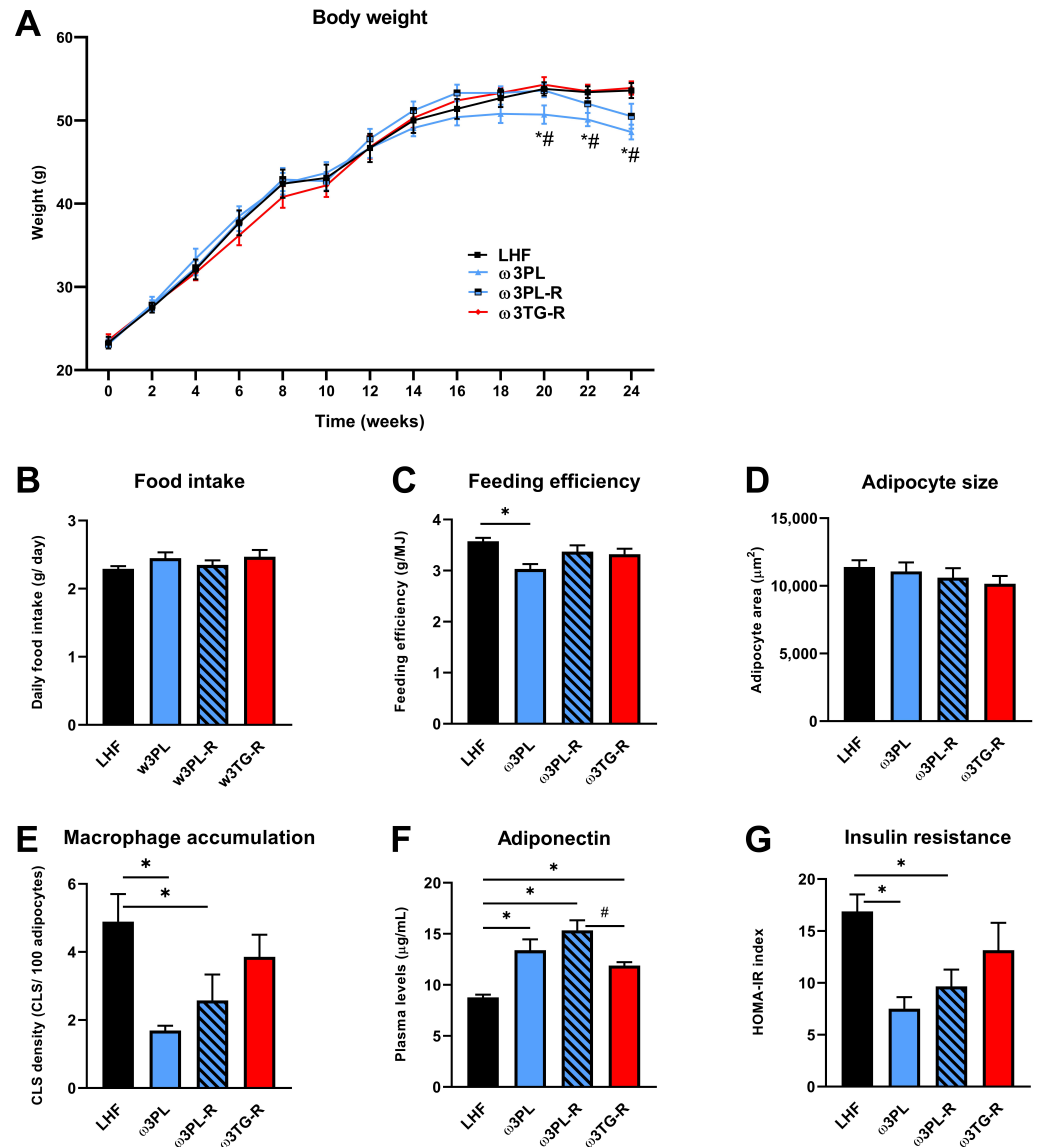 A
Body weight
60
50
40
30
20
Weight (g)
*#
*#
*#
LHF
ω3PL
ω3PL-R
ω3TG-R
0 2 4 6 8 10 12 14 16 18 20 22 24
Time (weeks)
B
Food intake
3
2
1
0
Daily food intake (g/ day)
LHF
w3PL
w3PL-R
w3TG-R
C
Feeding efficiency
4
3
2
1
0
Feeding efficiency (g/MJ)
*
LHF
ω3PL
ω3PL-R
ω3TG-R
D
Adipocyte size
15,000
10,000
5,000
0
Adipocyte area (μm²)
LHF
ω3PL
ω3PL-R
ω3TG-R
E
Macrophage accumulation
6
4
2
0
CLS density (CLS/ 100 adipocytes)
*
*
LHF
ω3PL
ω3PL-R
ω3TG-R
F
Adiponectin
20
15
10
5
0
Plasma levels (μg/mL)
*
*
*
#
LHF
ω3PL
ω3PL-R
ω3TG-R
G
Insulin resistance
20
15
10
5
0
HOMA-IR index
*
*
LHF
ω3PL
ω3PL-R
ω3TG-R